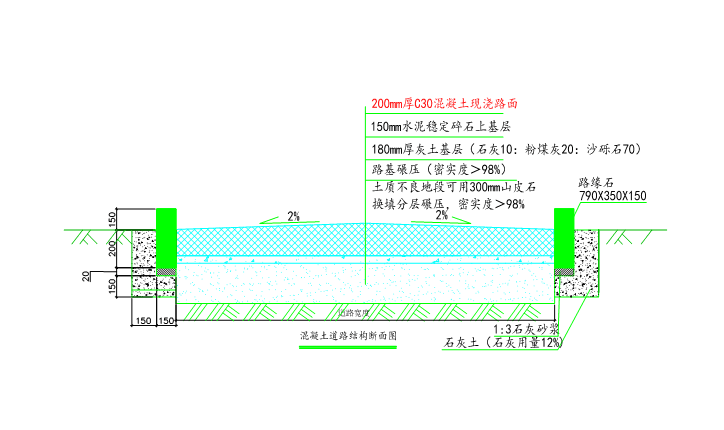 200mm厚C30混凝土现浇路面
150mm水泥稳定碎石上基层
180mm厚灰土基层（石灰10：粉煤灰20：沙砾石70）
路基碾压（密实度>98%）
土质不良地段可用300mm山皮石
换填分层碾压，密实度>98%
路缘石
790X350X150
2%
2%
150
200
20
150
150
150
道路宽度
1:3石灰砂浆
石灰土（石灰用量12%）
混凝土道路结构断面图